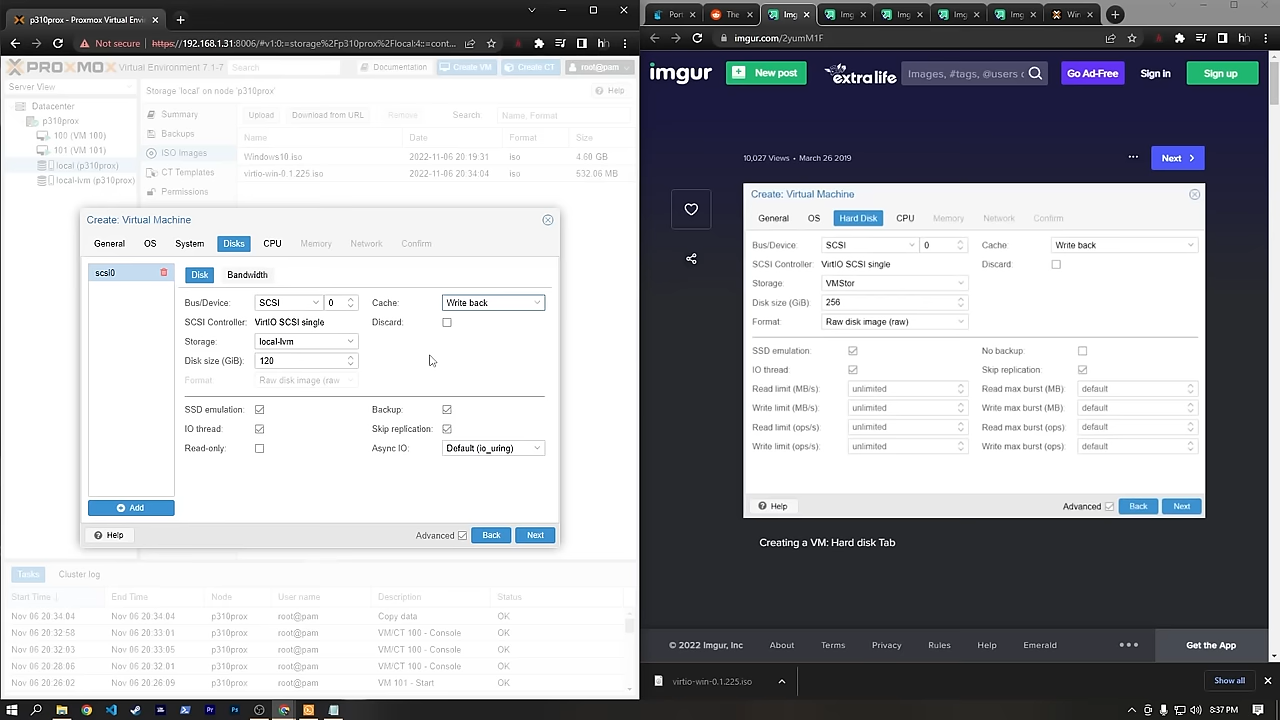 p310prox - Proxmox Virtual Envir
Not secure
https://192.168.1.31:8006/#v1:0:=storage%2Fp310prox%2Flocal:4::=cont...
hh
PROXMOX Virtual Environment 7.1-7
Search
Documentation
Create VM
Create CT
root@pam
Server View
Datacenter
p310prox
100 (VM 100)
101 (VM 101)
local (p310prox)
local-lvm (p310prox)
Storage 'local' on node 'p310prox'
Help
Summary
Backups
ISO Images
CT Templates
Permissions
Upload
Download from URL
Remove
Search
Name, Format
Name Date Format Size
Windows10.iso 2022-11-06 20:19:31 iso 4.60 GB
virtio-win-0.1.225.iso 2022-11-06 20:34:04 iso 532.06 MB
Create: Virtual Machine
General OS System Disks CPU Memory Network Confirm
scsi0
Disk Bandwidth
Bus/Device: SCSI 0
Cache: Write back
SCSI Controller: VirtIO SCSI single
Discard:
Storage: local-lvm
Disk size (GiB): 120
Format Raw disk image (raw
SSD emulation:
Backup:
IO thread:
Skip replication:
Read-only:
Async IO: Default (io_uring)
Add
Help
Advanced
Back
Next
Tasks Cluster log
Start Time End Time Node User name Description Status
Nov 06 20:34:04 Nov 06 20:34:04 p310prox root@pam Copy data OK
Nov 06 20:32:58 Nov 06 20:33:01 p310prox root@pam VM/CT 100 - Console OK
Nov 06 20:32:03 Nov 06 20:33:05 p310prox root@pam VM/CT 100 - Console OK
Nov 06 20:28:06 Nov 06 20:32:01 p310prox root@pam VM/CT 100 - Console OK
Nov 06 20:26:02 Nov 06 20:26:09 p310prox root@pam VM 101 - Start OK
Port
The
Imgu
Imgu
Imgu
Imgu
Imgu
Win
imgur.com/2yumM1F
hh
imgur
New post
extralife
Images, #tags, @users
Go Ad-Free
Sign in
Sign up
10,027 Views • March 26 2019
Next
Create: Virtual Machine
General OS Hard Disk CPU Memory Network Confirm
Bus/Device: SCSI 0
Cache: Write back
SCSI Controller: VirtIO SCSI single
Discard:
Storage: VMStor
Disk size (GiB) 256
Format: Raw disk image (raw)
SSD emulation:
No backup:
IO thread:
Skip replication:
Read limit (MB/s): unlimited Read max burst (MB): default
Write limit (MB/s): unlimited Write max burst (MB): default
Read limit (ops/s): unlimited Read max burst (ops): default
Write limit (ops/s): unlimited Write max burst (ops): default
Help
Advanced
Back
Next
Creating a VM: Hard disk Tab
© 2022 Imgur, Inc About Terms Privacy Rules Help Emerald
Get the App
virtio-win-0.1.225.iso
Show all
8:37 PM